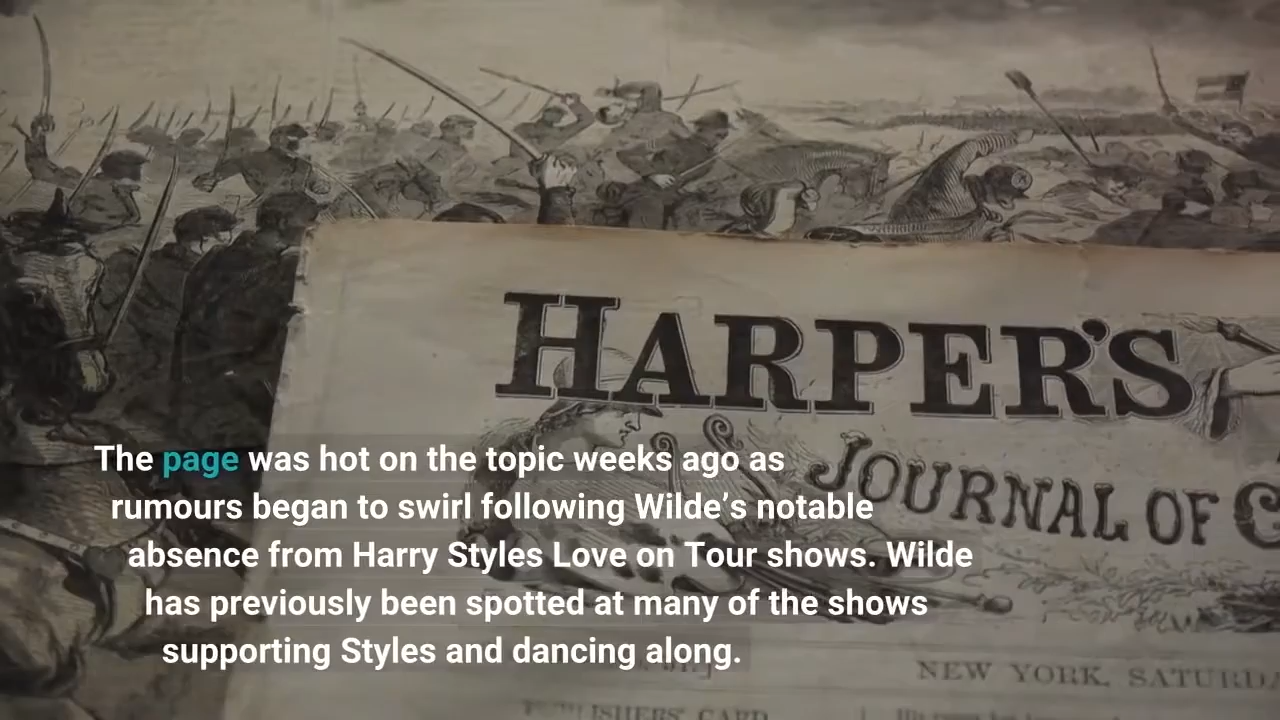 HARPER'S
JOURNAL OF
The page was hot on the topic weeks ago as
rumours began to swirl following Wilde’s notable
absence from Harry Styles Love on Tour shows. Wilde
has previously been spotted at many of the shows
supporting Styles and dancing along.
NEW YORK, SATURDA